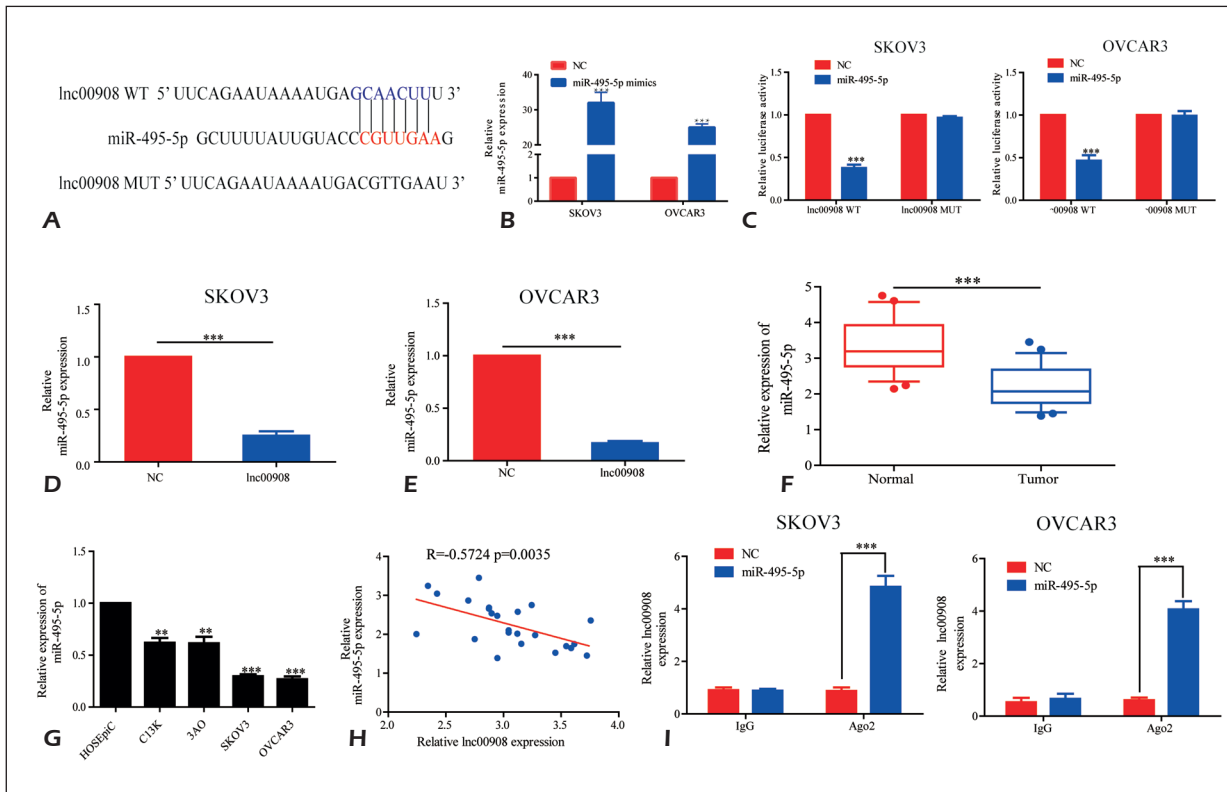 lnc00908 WT 5’ UUCAGAAUAAAAUGAGCAACUUU 3’
miR-495-5p GCUUUUAUUGUACCCGUUGAAG
lnc00908 MUT 5’ UUCAGAAUAAAAUGACGTTGAAU 3’
A
NC
miR-495-5p mimics
Relative
miR-495-5p expression
40
30
20
2
1
0
***
***
SKOV3
OVCAR3
B
SKOV3
NC
miR-495-5p
Relative luciferase activity
1.5
1.0
0.5
0.0
***
lnc00908 WT
lnc00908 MUT
C
OVCAR3
NC
miR-495-5p
Relative luciferase activity
1.5
1.0
0.5
0.0
***
00908 WT
00908 MUT
SKOV3
Relative
miR-495-5p expression
1.5
1.0
0.5
0.0
***
NC
lnc00908
D
OVCAR3
Relative
miR-495-5p expression
1.5
1.0
0.5
0.0
***
NC
lnc00908
E
Relative expression of
miR-495-5p
5
4
3
2
1
0
***
Normal
Tumor
F
Relative expression of
miR-495-5p
1.5
1.0
0.5
0.0
**
**
***
***
HOSEpiC
C13K
3AO
SKOV3
OVCAR3
G
R=-0.5724 p=0.0035
Relative
miR-495-5p expression
4
3
2
1
0
2.0
2.5
3.0
3.5
4.0
Relative lnc00908 expression
H
SKOV3
NC
miR-495-5p
Relative lnc00908
expression
6
4
2
0
***
IgG
Ago2
I
OVCAR3
NC
miR-495-5p
Relative lnc00908
expression
6
4
2
0
***
IgG
Ago2